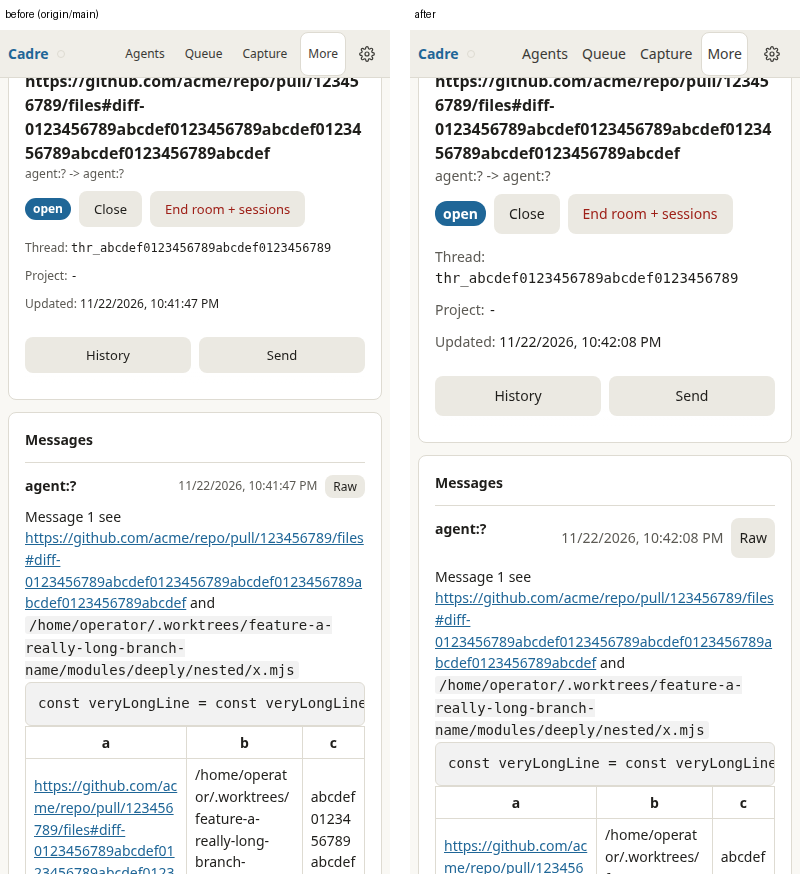 before (origin/main)
Cadre Agents Queue Capture More
https://github.com/acme/repo/pull/12345
6789/files#diff-
0123456789abcdef0123456789abcdef01234
56789abcdef0123456789abcdef
agent:? -> agent:?
open Close End room + sessions
Thread: thr_abcdef0123456789abcdef0123456789
Project: -
Updated: 11/22/2026, 10:41:47 PM
History Send
Messages
agent:? 11/22/2026, 10:41:47 PM Raw
Message 1 see
https://github.com/acme/repo/pull/123456789/files
#diff-
0123456789abcdef0123456789abcdef0123456789a
bcdef0123456789abcdef and
/home/operator/.worktrees/feature-a-
really-long-branch-
name/modules/deeply/nested/x.mjs
const veryLongLine = const veryLongLine
a b c
https://github.com/ac
me/repo/pull/123456
789/files#diff-
0123456789abcdef01
23456789abcdef0123
/home/operat
or/.worktrees/
feature-a-
really-long-
branch-
abcdef
01234
56789
abcdef
after
Cadre Agents Queue Capture More
https://github.com/acme/repo/pull/12345
6789/files#diff-
0123456789abcdef0123456789abcdef01234
56789abcdef0123456789abcdef
agent:? -> agent:?
open Close End room + sessions
Thread:
thr_abcdef0123456789abcdef0123456789
Project: -
Updated: 11/22/2026, 10:42:08 PM
History Send
Messages
agent:? 11/22/2026, 10:42:08 PM Raw
Message 1 see
https://github.com/acme/repo/pull/123456789/files
#diff-
0123456789abcdef0123456789abcdef0123456789a
bcdef0123456789abcdef and
/home/operator/.worktrees/feature-a-
really-long-branch-
name/modules/deeply/nested/x.mjs
const veryLongLine = const veryLongLine
a b c
https://github.com/ac
me/repo/pull/123456
/home/operat
or/.worktrees/
abcdef